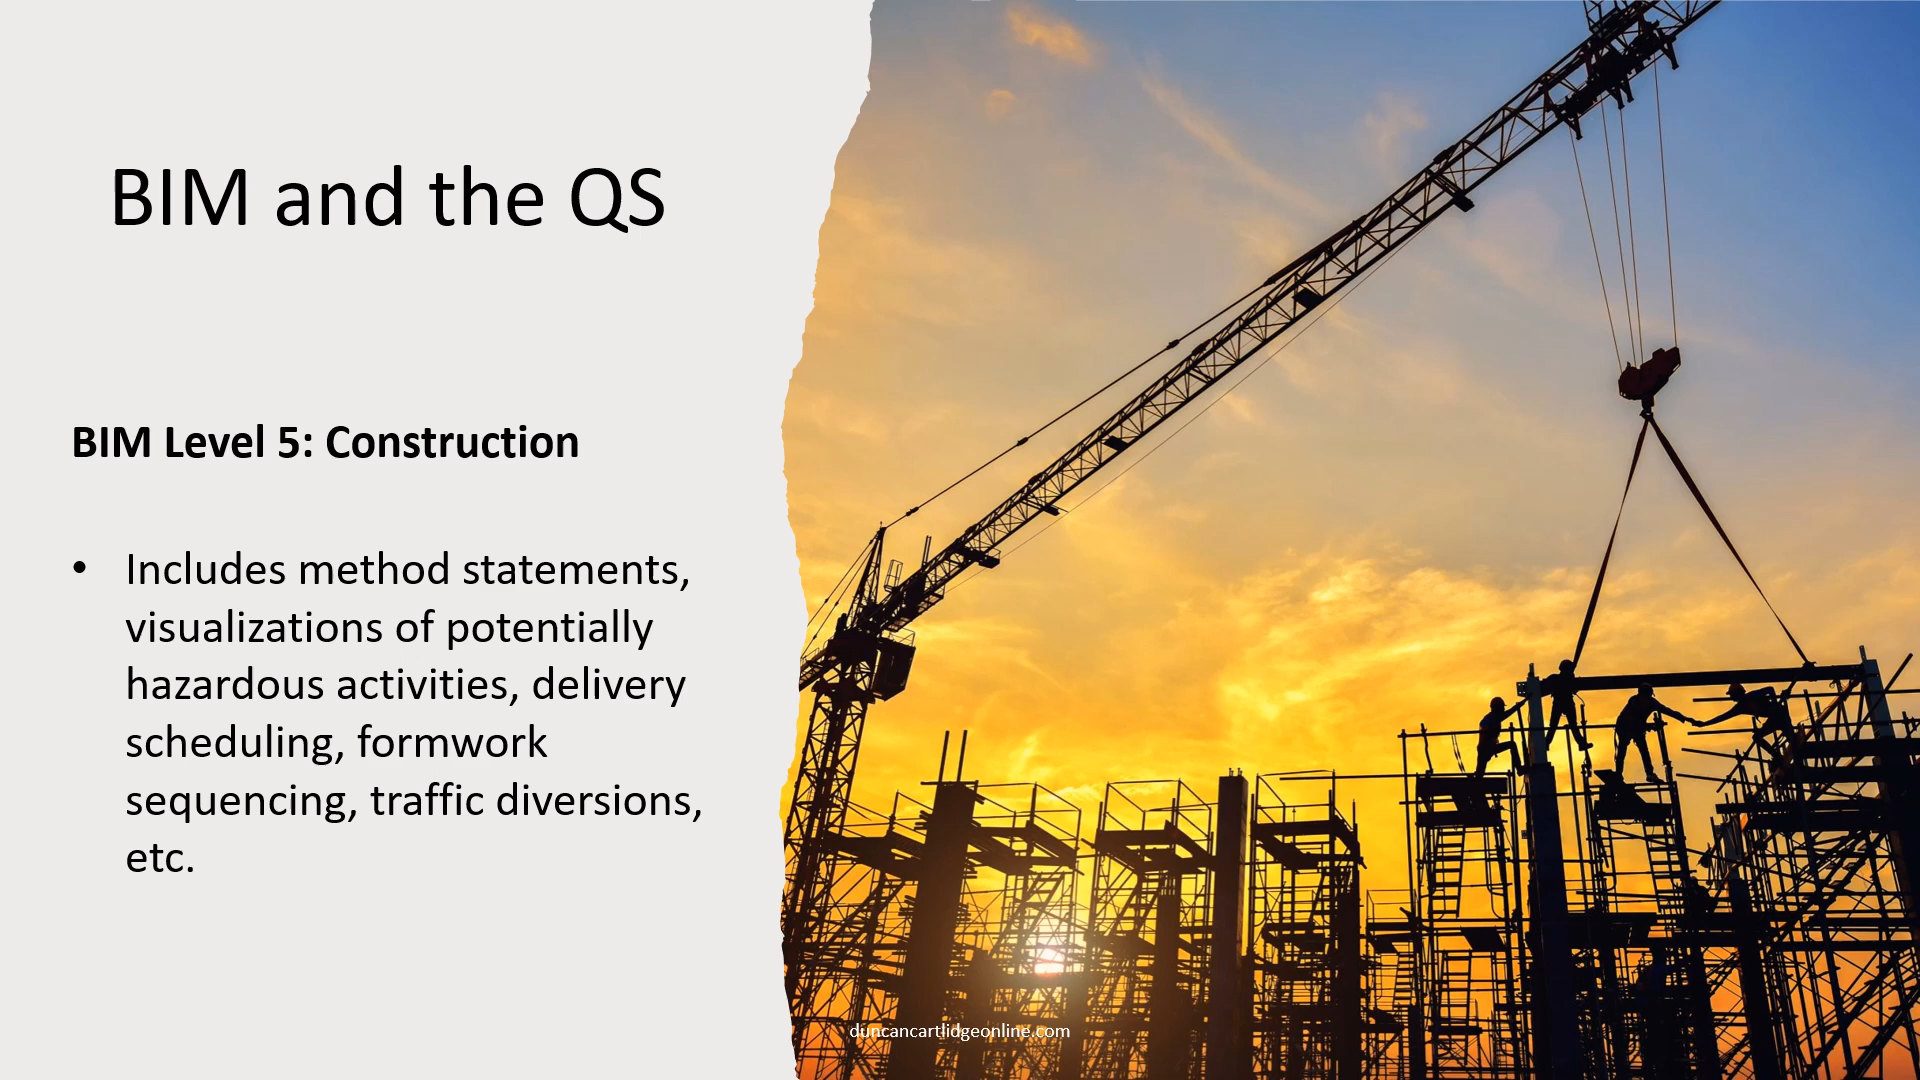 BIM and the QS
BIM Level 5: Construction
• Includes method statements,
visualizations of potentially
hazardous activities, delivery
scheduling, formwork
sequencing, traffic diversions,
etc.
duncancartlidgeonline.com